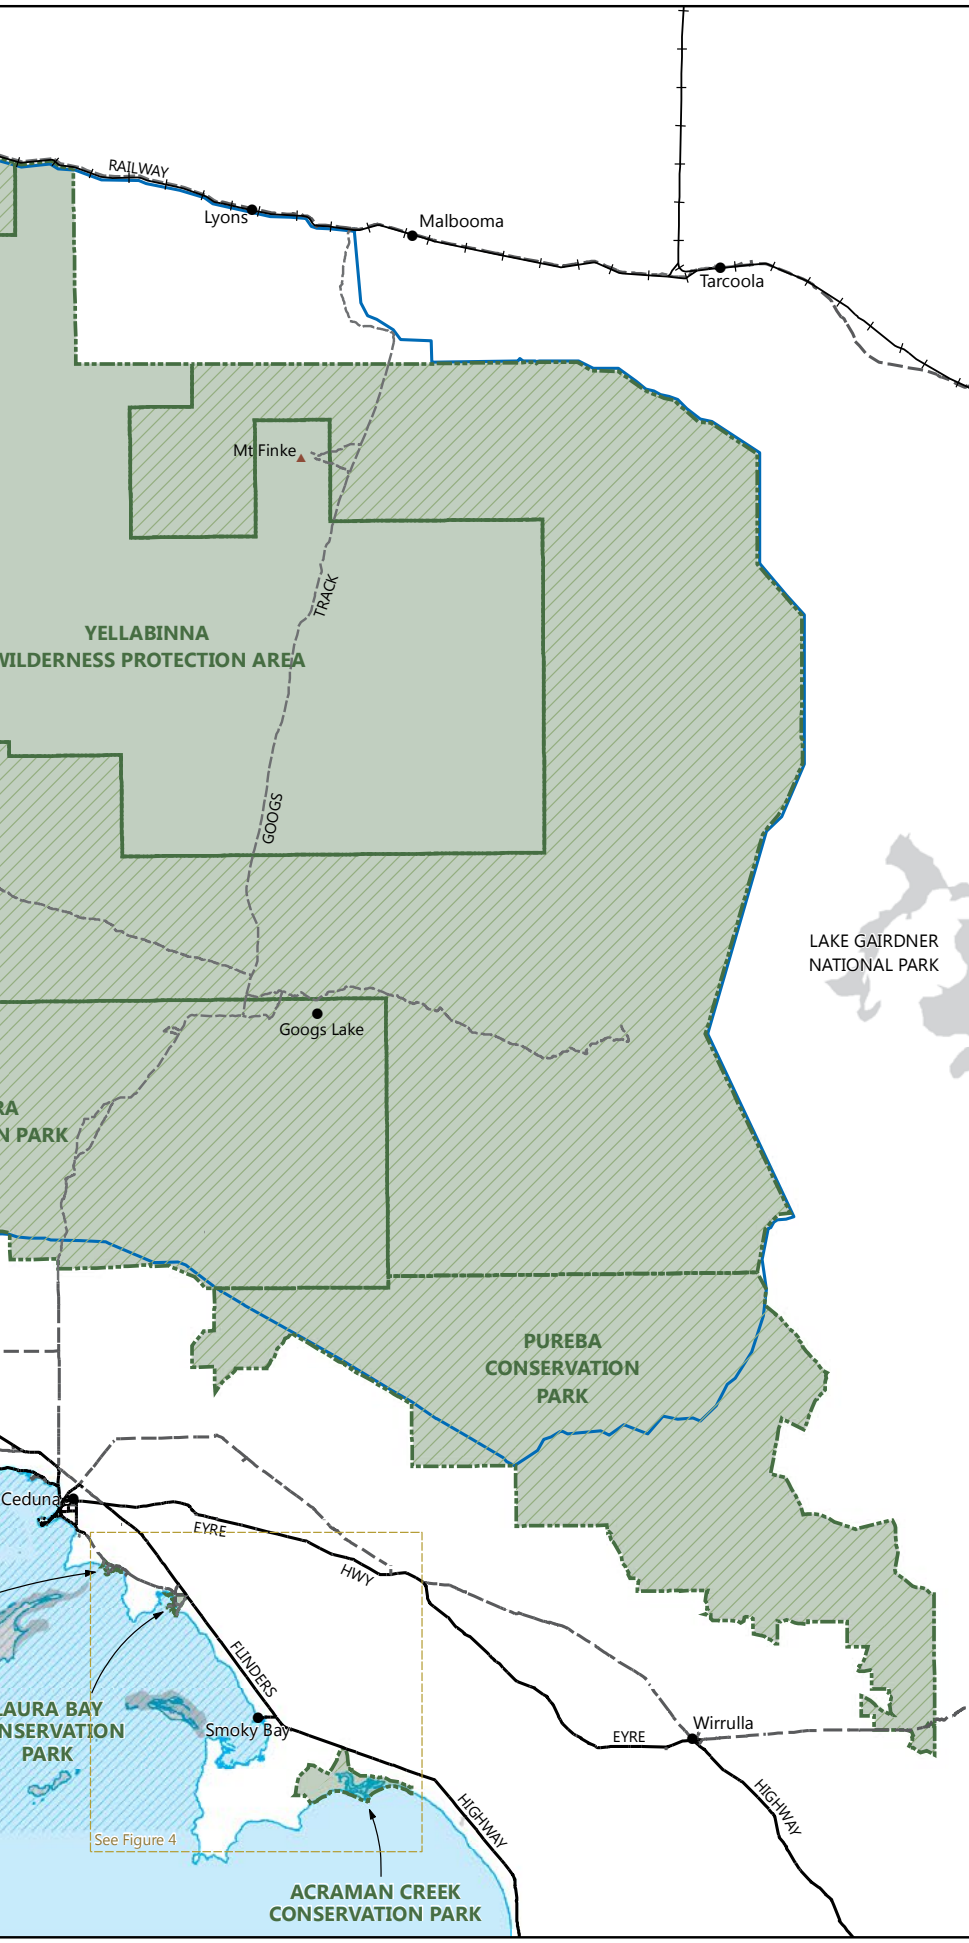 RAILWAY
Lyons
Malbooma
Tarcoola
Mt Finke
TRACK
YELLABINNA
WILDERNESS PROTECTION AREA
GOOGS
LAKE GAIRDNER
NATIONAL PARK
Googs Lake
RA
N PARK
PUREBA
CONSERVATION
PARK
Ceduna
EYRE
HWY
FLINDERS
LAURA BAY
NSERVATION
PARK
Smoky Bay
Wirrulla
EYRE
HIGHWAY
HIGHWAY
See Figure 4
ACRAMAN CREEK
CONSERVATION PARK